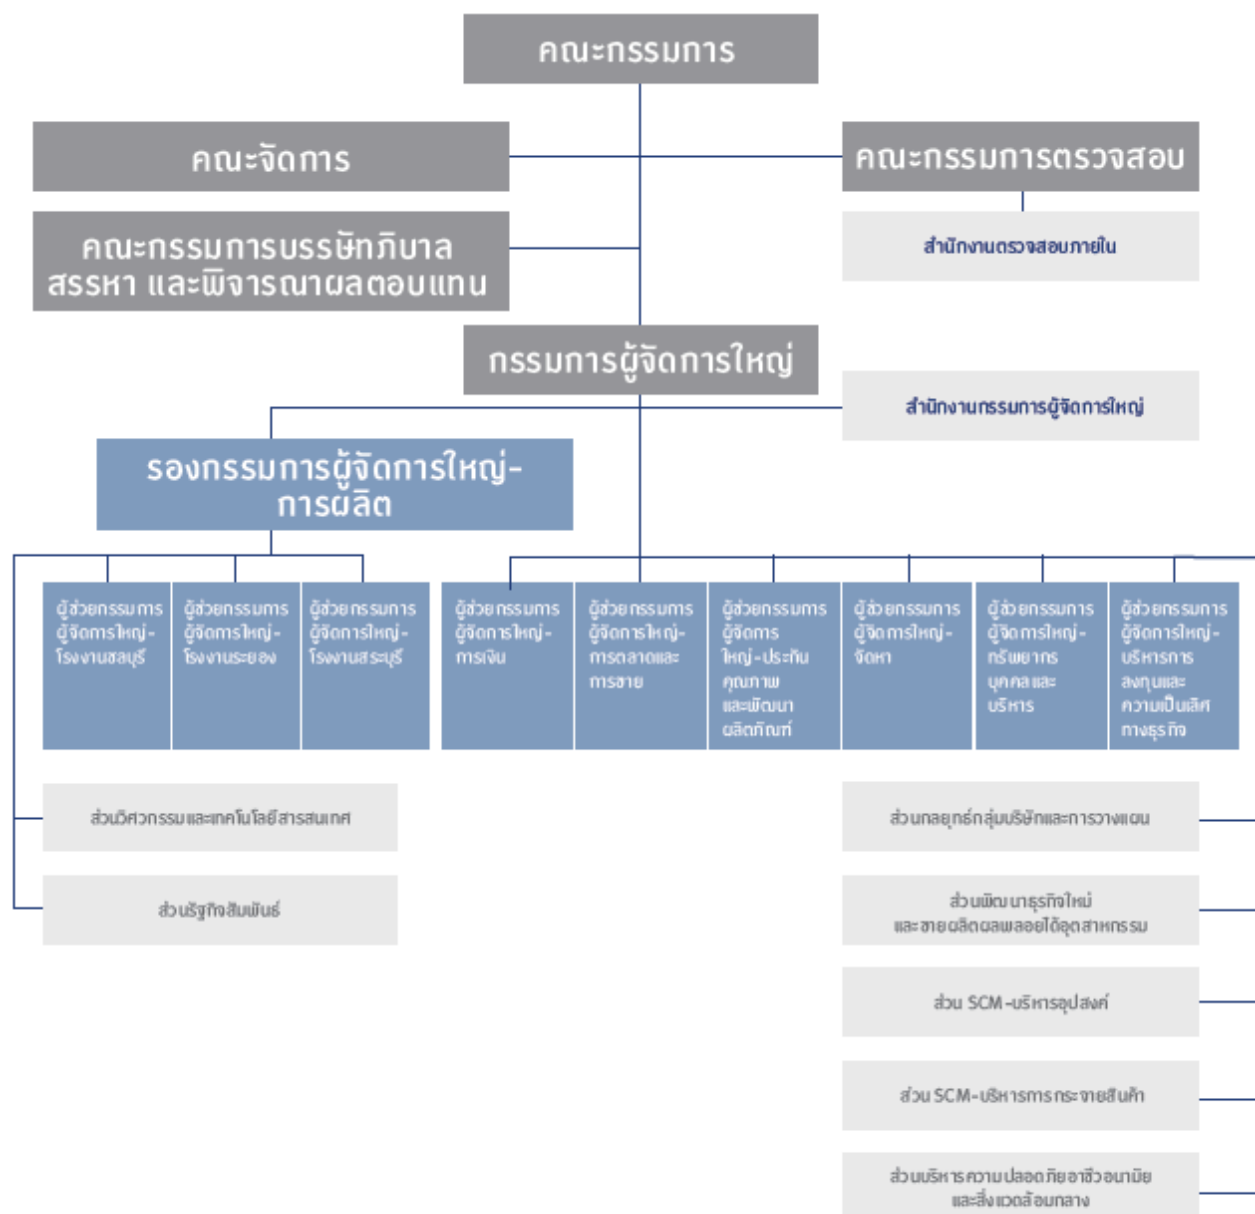 คณะกรรมการ
คณะจัดการ
คณะกรรมการตรวจสอบ
คณะกรรมการบรรษัทภิบาล
สรรหา และพิจารณาผลตอบแทน
สำนักงานตรวจสอบภายใน
กรรมการผู้จัดการใหญ่
สำนักงานกรรมการผู้จัดการใหญ่
รองกรรมการผู้จัดการใหญ่-
การผลิต
ผู้ช่วยกรรมการ
ผู้จัดการใหญ่-
โรงงานชลบุรี
ผู้ช่วยกรรมการ
ผู้จัดการใหญ่-
โรงงานระยอง
ผู้ช่วยกรรมการ
ผู้จัดการใหญ่-
โรงงานสระบุรี
ผู้ช่วยกรรมการ
ผู้จัดการใหญ่-
การเงิน
ผู้ช่วยกรรมการ
ผู้จัดการใหญ่-
การตลาดและ
การขาย
ผู้ช่วยกรรมการ
ผู้จัดการ
ใหญ่-ประกัน
คุณภาพ
และพัฒนา
ผลิตภัณฑ์
ผู้ช่วยกรรมการ
ผู้จัดการใหญ่-
จัดหา
ผู้ช่วยกรรมการ
ผู้จัดการใหญ่-
ทรัพยากร
บุคคลและ
บริหาร
ผู้ช่วยกรรมการ
ผู้จัดการใหญ่-
บริหารการ
ลงทุนและ
ความเป็นเลิศ
ทางธุรกิจ
ส่วนวิศวกรรมและเทคโนโลยีสารสนเทศ
ส่วนรัฐกิจสัมพันธ์
ส่วนกลยุทธ์กลุ่มบริษัทและการวางแผน
ส่วนพัฒนาธุรกิจใหม่
และขายผลิตผลพลอยได้อุตสาหกรรม
ส่วน SCM-บริหารอุปสงค์
ส่วน SCM-บริหารการกระจายสินค้า
ส่วนบริหารความปลอดภัยอาชีวอนามัย
และสิ่งแวดล้อมกลาง